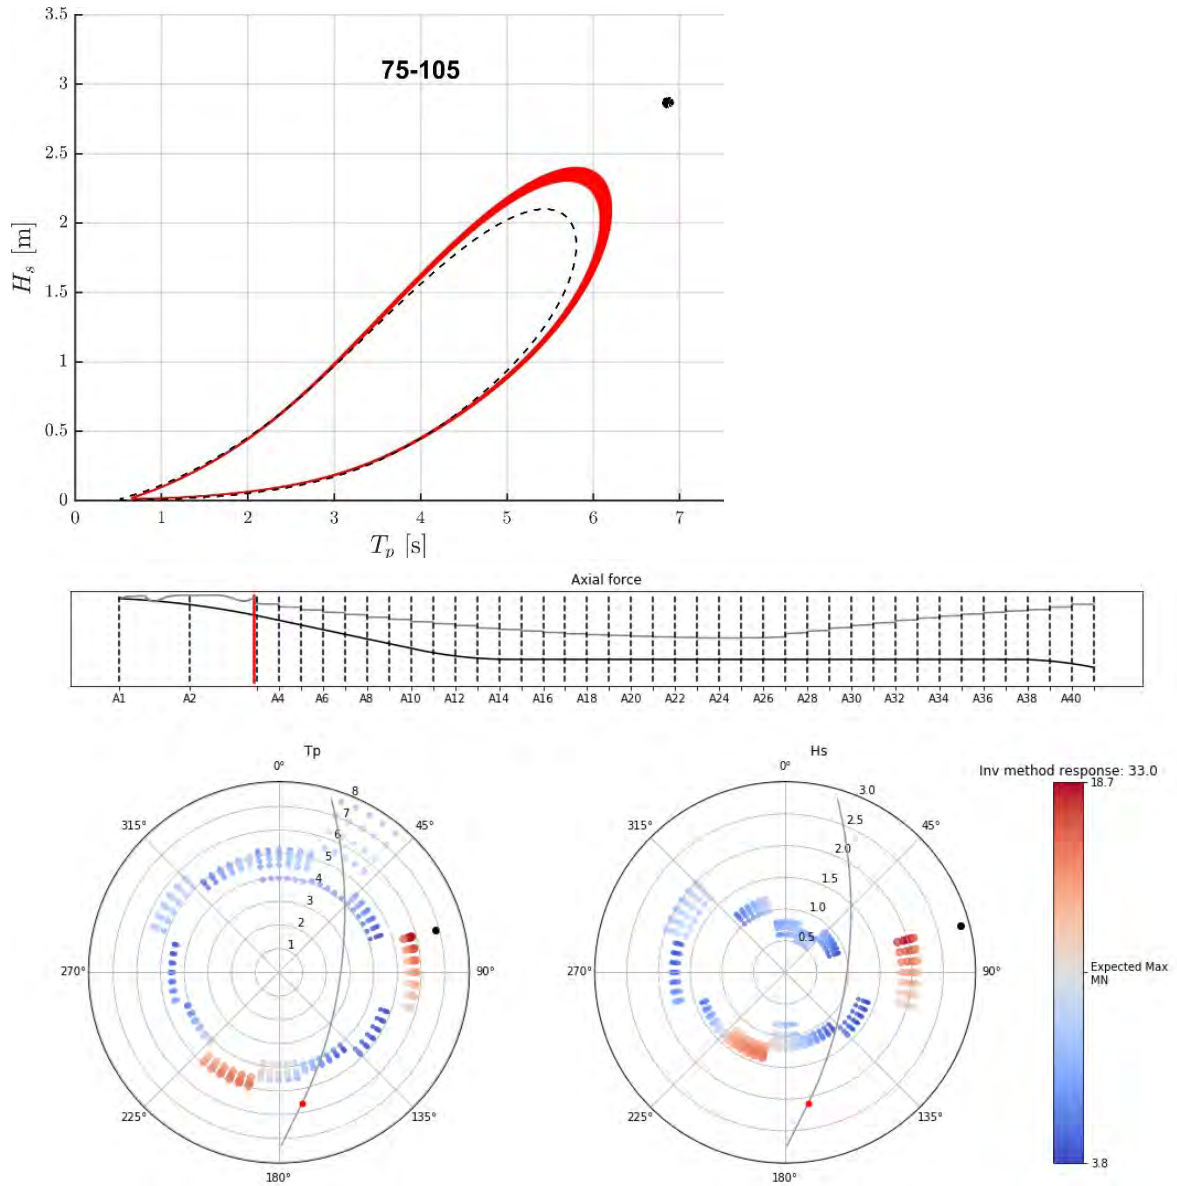 3.5
75-105
3
2.5
2
1.5
1
0.5
0
0 1 2 3 4 5 6 7
H_s [m]
T_p [s]
Axial force
A1 A2 A4 A6 A8 A10 A12 A14 A16 A18 A20 A22 A24 A26 A28 A30 A32 A34 A36 A38 A40
Tp
0°
45°
90°
135°
180°
225°
270°
315°
1 2 3 4 5 6 7 8
Hs
0°
45°
90°
135°
180°
225°
270°
315°
0.5 1.0 1.5 2.0 2.5 3.0
Inv method response: 33.0
18.7
Expected Max
MN
3.8